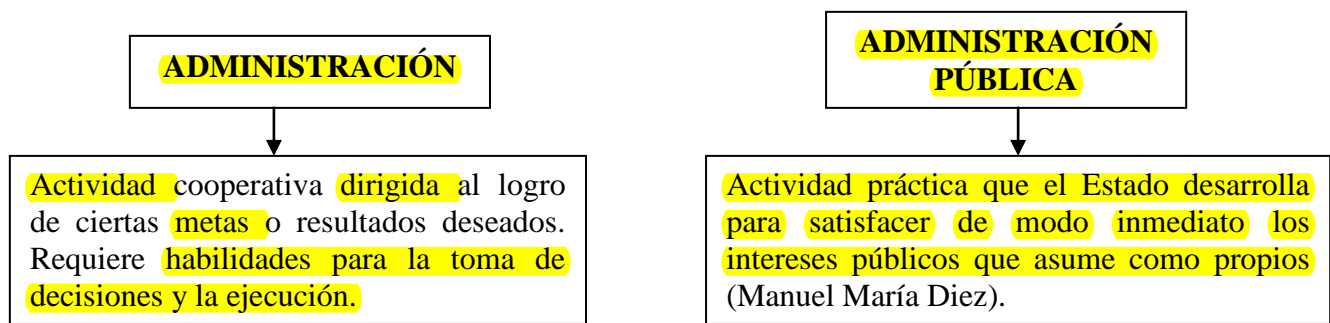 ADMINISTRACIÓN
Actividad cooperativa dirigida al logro
de ciertas metas o resultados deseados.
Requiere habilidades para la toma de
decisiones y la ejecución.
ADMINISTRACIÓN
PÚBLICA
Actividad práctica que el Estado desarrolla
para satisfacer de modo inmediato los
intereses públicos que asume como propios
(Manuel María Diez).